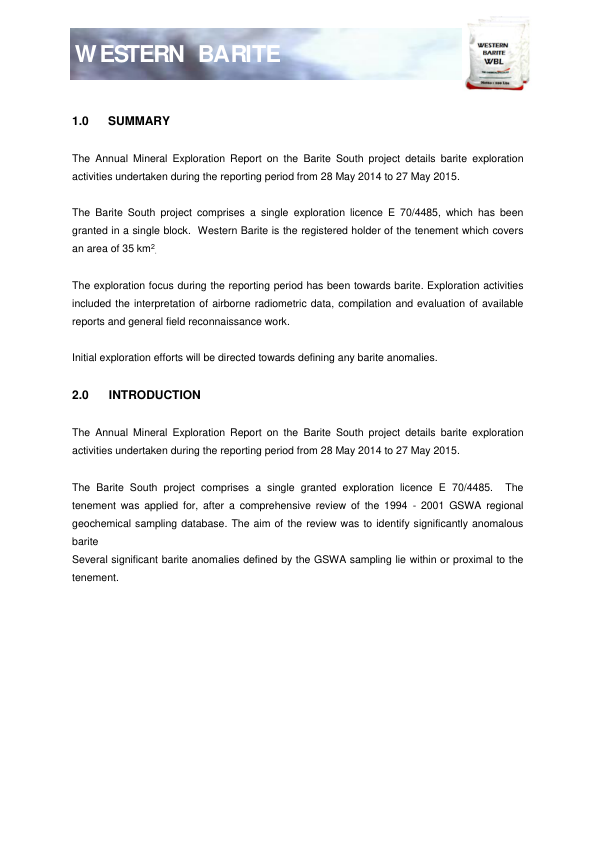 WESTERN BARITE
WESTERN
BARITE
WBL
1.0 SUMMARY
The Annual Mineral Exploration Report on the Barite South project details barite exploration
activities undertaken during the reporting period from 28 May 2014 to 27 May 2015.
The Barite South project comprises a single exploration licence E 70/4485, which has been
granted in a single block. Western Barite is the registered holder of the tenement which covers
an area of 35 km².
The exploration focus during the reporting period has been towards barite. Exploration activities
included the interpretation of airborne radiometric data, compilation and evaluation of available
reports and general field reconnaissance work.
Initial exploration efforts will be directed towards defining any barite anomalies.
2.0 INTRODUCTION
The Annual Mineral Exploration Report on the Barite South project details barite exploration
activities undertaken during the reporting period from 28 May 2014 to 27 May 2015.
The Barite South project comprises a single granted exploration licence E 70/4485. The
tenement was applied for, after a comprehensive review of the 1994 - 2001 GSWA regional
geochemical sampling database. The aim of the review was to identify significantly anomalous
barite
Several significant barite anomalies defined by the GSWA sampling lie within or proximal to the
tenement.